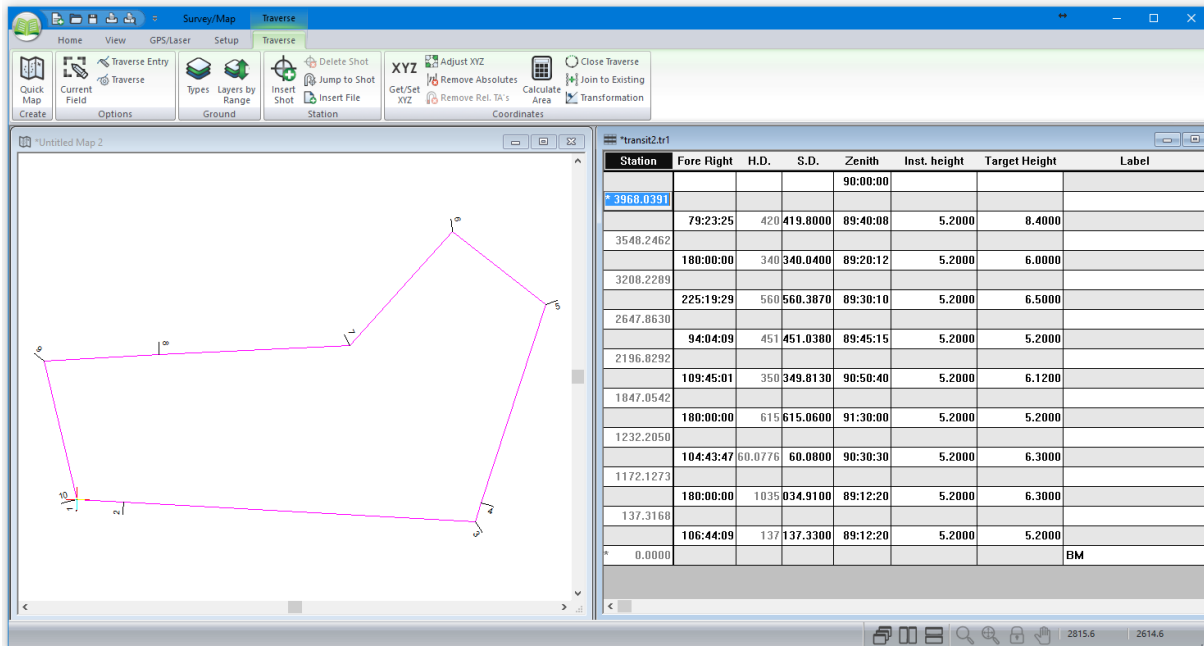 Survey/Map Traverse
Home View GPS/Laser Setup Traverse
Quick Map
Create
Current Field
Traverse Entry
Traverse
Options
Types
Layers by Range
Ground
Insert Shot
Delete Shot
Jump to Shot
Insert File
Station
XYZ
Get/Set XYZ
Adjust XYZ
Remove Absolutes
Remove Rel. TA's
Calculate Area
Close Traverse
Join to Existing
Transformation
Coordinates
*Untitled Map 2
6
5
7
8
9
4
3
10
1
2
*transit2.tr1
Station Fore Right H.D. S.D. Zenith Inst. height Target Height Label
90:00:00
* 3968.0391
79:23:25 420 419.8000 89:40:08 5.2000 8.4000
3548.2462
180:00:00 340 340.0400 89:20:12 5.2000 6.0000
3208.2289
225:19:29 560 560.3870 89:30:10 5.2000 6.5000
2647.8630
94:04:09 451 451.0380 89:45:15 5.2000 5.2000
2196.8292
109:45:01 350 349.8130 90:50:40 5.2000 6.1200
1847.0542
180:00:00 615 615.0600 91:30:00 5.2000 5.2000
1232.2050
104:43:47 60.0776 60.0800 90:30:30 5.2000 6.3000
1172.1273
180:00:00 1035 034.9100 89:12:20 5.2000 6.3000
137.3168
106:44:09 137 137.3300 89:12:20 5.2000 5.2000
* 0.0000 BM
2815.6 2614.6